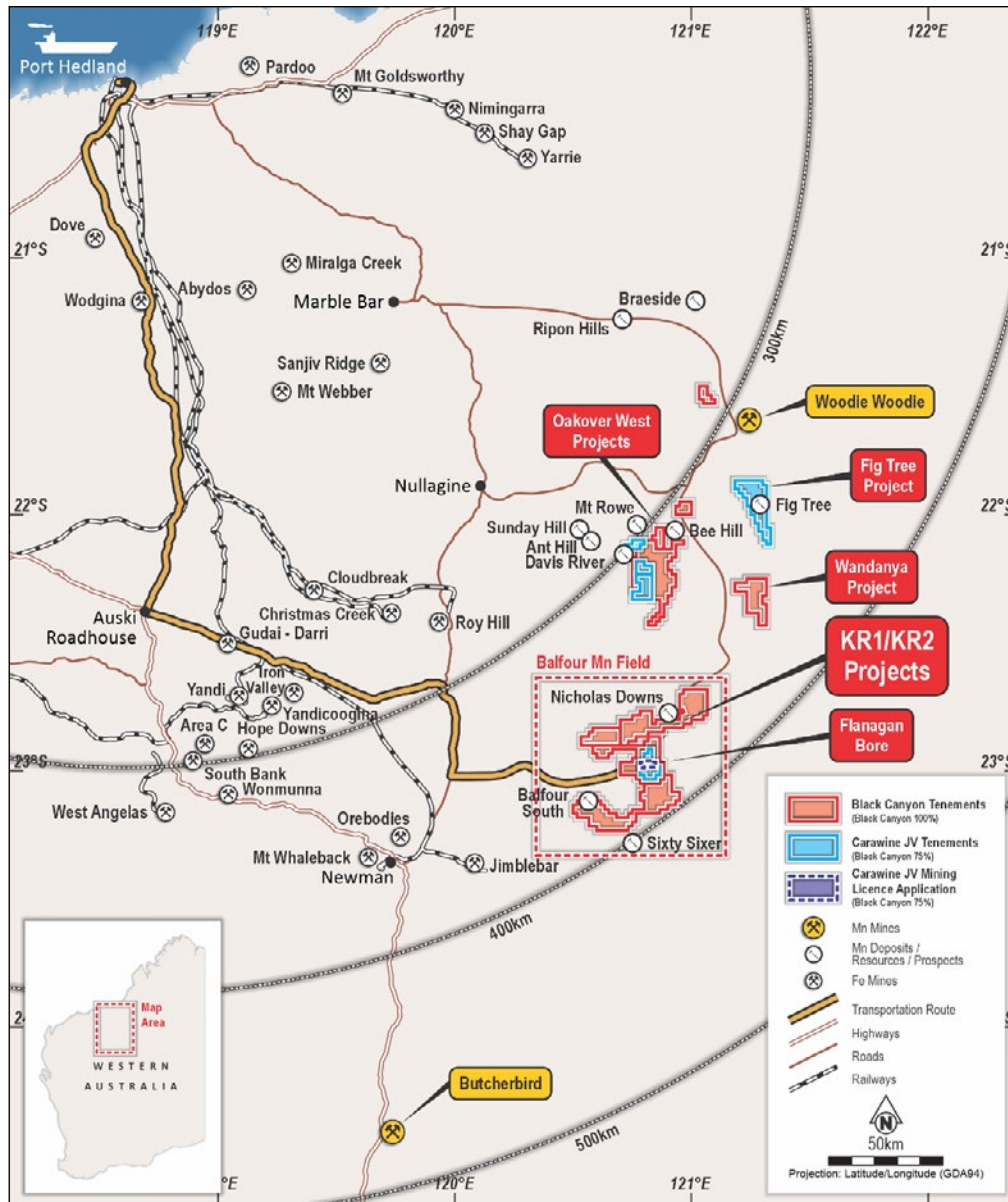 119°E
120°E
121°E
122°E
Port Hedland
Pardoo
Mt Goldsworthy
Nimingarra
Shay Gap
Yarrie
Dove
21°S
21°S
Miralga Creek
Abydos
Wodgina
Marble Bar
Braeside
Ripon Hills
300km
Sanjiv Ridge
Mt Webber
Woodie Woodie
Oakover West
Projects
Fig Tree
Project
Nullagine
22°S
22°S
Mt Rowe
Fig Tree
Sunday Hill
Bee Hill
Ant Hill
Davis River
Cloudbreak
Wandanya
Project
Christmas Creek
Auski
Roadhouse
Roy Hill
Gudai - Darri
KR1/KR2
Projects
Balfour Mn Field
Iron
Valley
Yandi
Nicholas Downs
Yandicoogina
Area C
Hope Downs
Flanagan
Bore
23°S
23°S
South Bank
Wonmunna
West Angelas
Balfour
South
Orebodies
Sixty Sixer
Mt Whaleback
Jimblebar
Newman
400km
Black Canyon Tenements
(Black Canyon 100%)
Carawine JV Tenements
(Black Canyon 75%)
Carawine JV Mining
Licence Application
(Black Canyon 75%)
Mn Mines
Mn Deposits /
Resources / Prospects
Fe Mines
Transportation Route
Highways
Roads
Railways
N
50km
Projection: Latitude/Longitude (GDA94)
Map
Area
WESTERN
AUSTRALIA
Butcherbird
500km
120°E
121°E